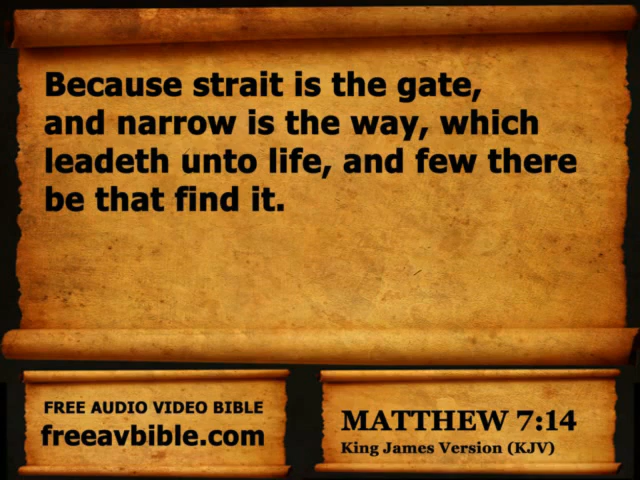 Because strait is the gate,
and narrow is the way, which
leadeth unto life, and few there
be that find it.
FREE AUDIO VIDEO BIBLE
freeavbible.com
MATTHEW 7:14
King James Version (KJV)